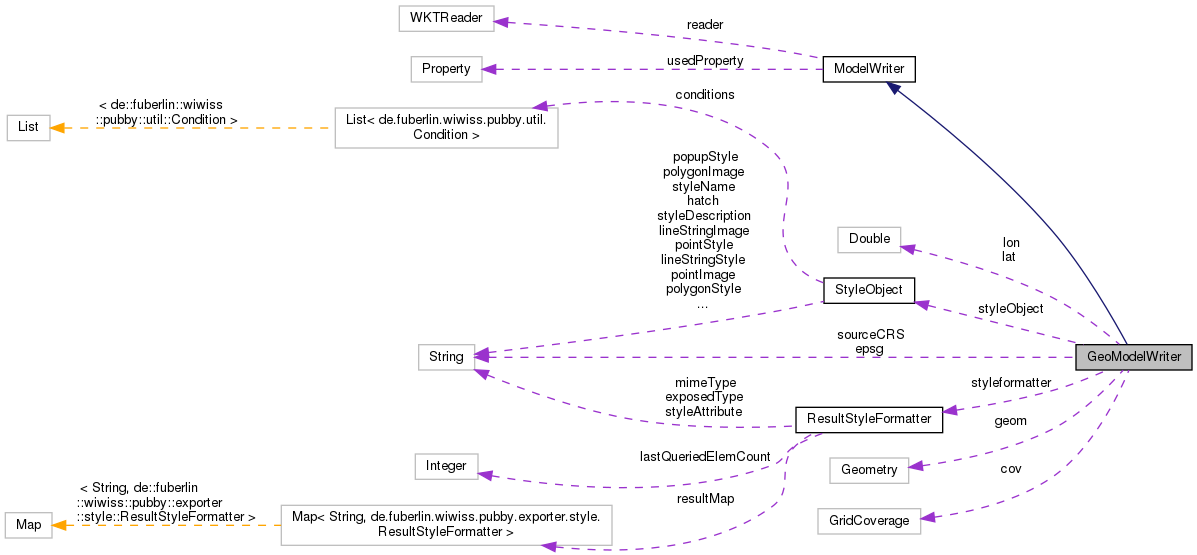 WKTReader
reader
Property
usedProperty
ModelWriter
conditions
List
< de::fuberlin::wiwiss
::pubby::util::Condition >
List< de.fuberlin.wiwiss.pubby.util.
Condition >
popupStyle
polygonImage
styleName
hatch
styleDescription
lineStringImage
pointStyle
lineStringStyle
pointImage
polygonStyle
...
Double
lon
lat
StyleObject
styleObject
String
sourceCRS
epsg
GeoModelWriter
mimeType
exposedType
styleAttribute
ResultStyleFormatter
styleformatter
geom
Integer
lastQueriedElemCount
Geometry
cov
resultMap
Map
< String, de::fuberlin
::wiwiss::pubby::exporter
::style::ResultStyleFormatter >
Map< String, de.fuberlin.wiwiss.pubby.exporter.style.
ResultStyleFormatter >
GridCoverage